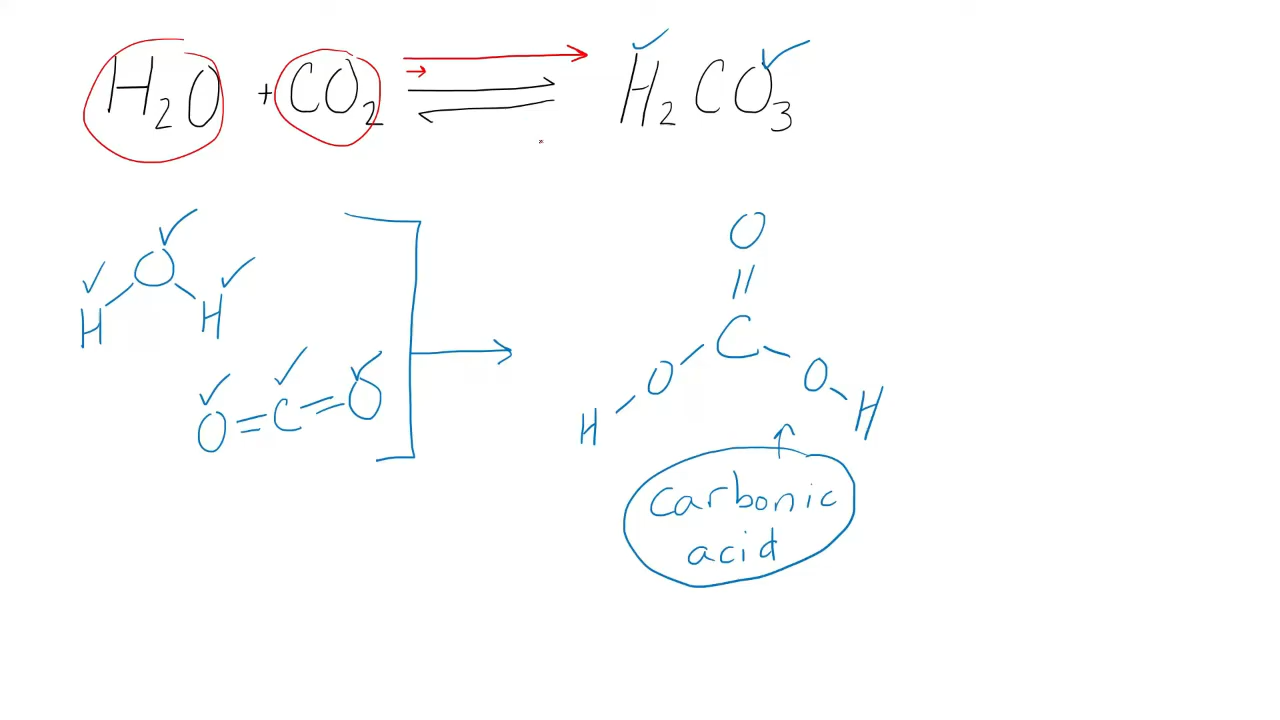 H₂O + CO₂ ⇌ H₂CO₃
O
H H
O=C=O
O
||
C
O O
H H
carbonic
acid